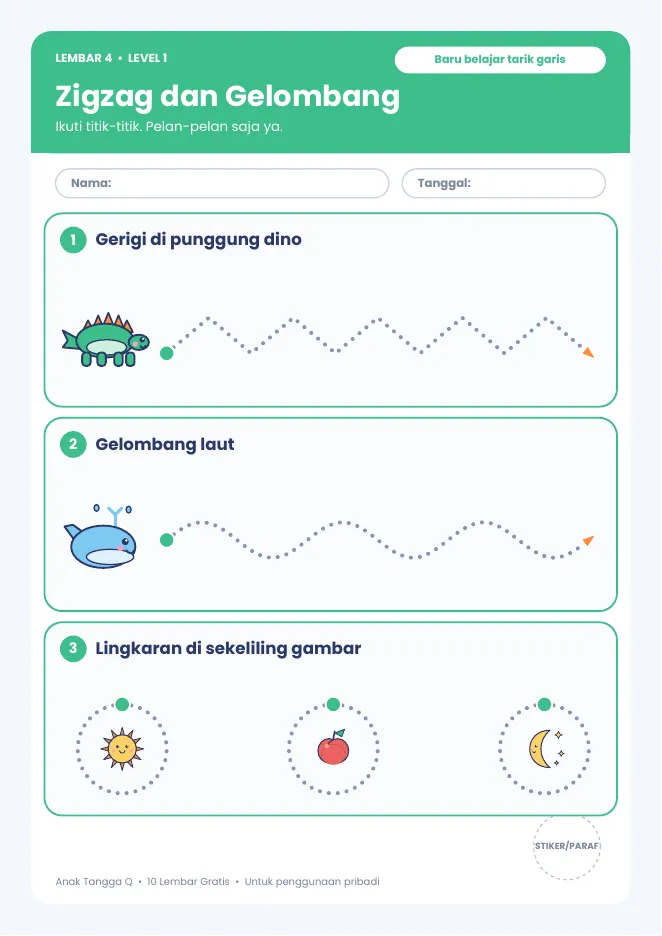 LEMBAR 4 • LEVEL 1
Baru belajar tarik garis
Zigzag dan Gelombang
Ikuti titik-titik. Pelan-pelan saja ya.
Nama:
Tanggal:
1 Gerigi di punggung dino
2 Gelombang laut
3 Lingkaran di sekeliling gambar
STIKER/PARAF
Anak Tangga Q • 10 Lembar Gratis • Untuk penggunaan pribadi